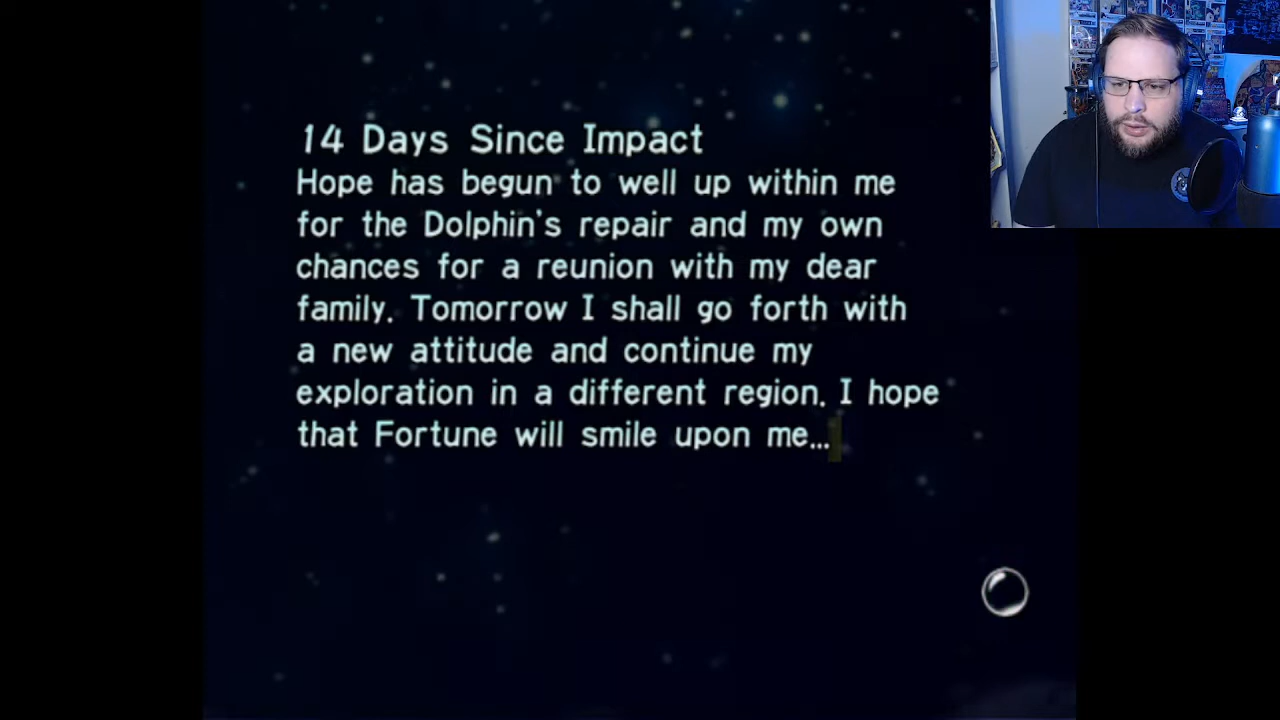 14 Days Since Impact
Hope has begun to well up within me
for the Dolphin's repair and my own
chances for a reunion with my dear
family. Tomorrow I shall go forth with
a new attitude and continue my
exploration in a different region. I hope
that Fortune will smile upon me...